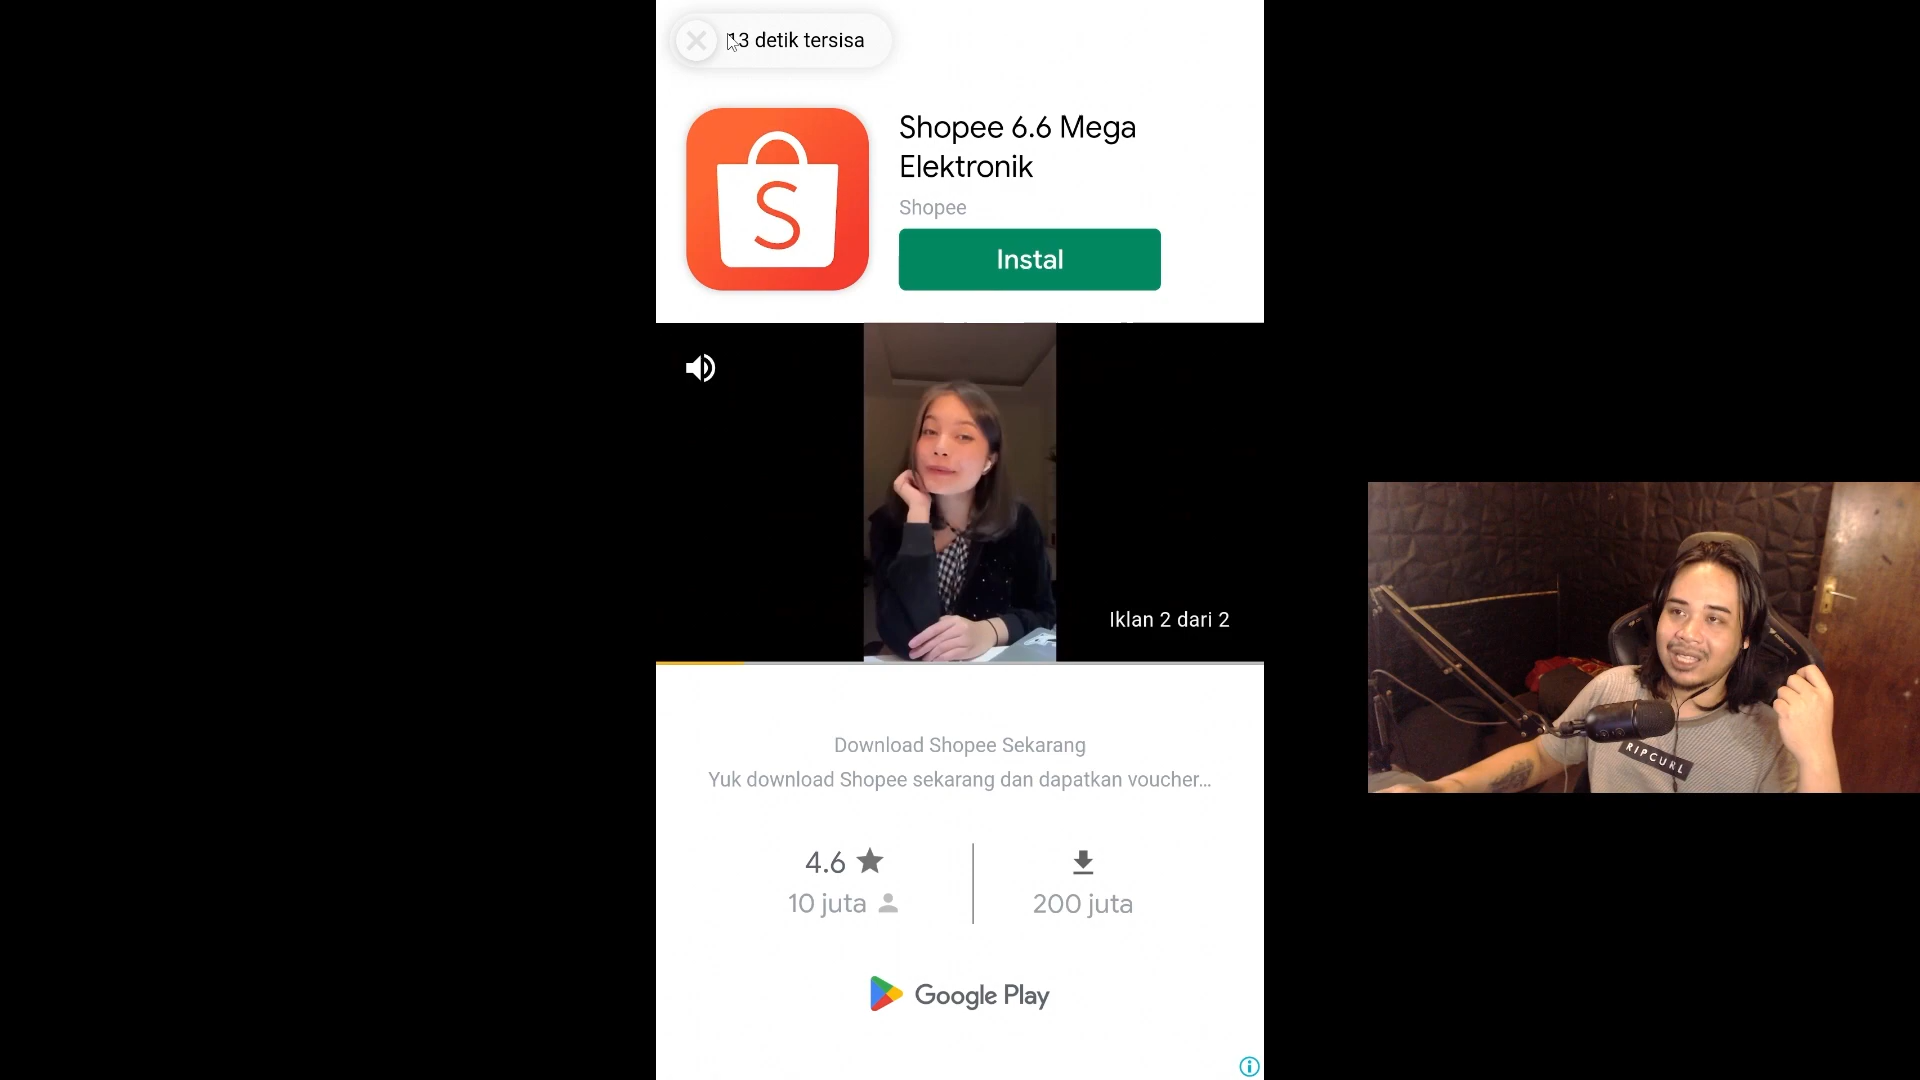 13 detik tersisa
Shopee 6.6 Mega
Elektronik
Shopee
Instal
S
Iklan 2 dari 2
RIPCURL
Download Shopee Sekarang
Yuk download Shopee sekarang dan dapatkan voucher...
4.6
10 juta
200 juta
Google Play